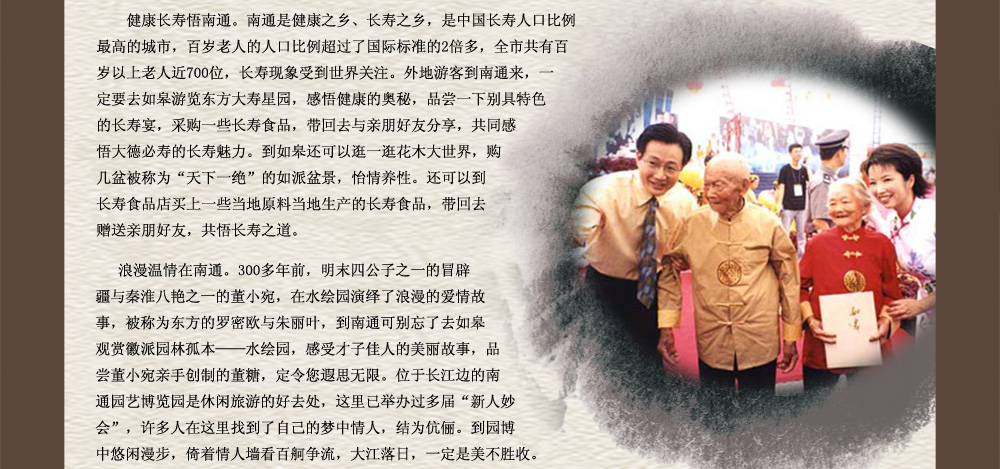 健康长寿悟南通。南通是健康之乡、长寿之乡，是中国长寿人口比例
最高的城市，百岁老人的人口比例超过了国际标准的2倍多，全市共有百
岁以上老人近700位，长寿现象受到世界关注。外地游客到南通来，一
定要去如皋游览东方大寿星园，感悟健康的奥秘，品尝一下别具特色
的长寿宴，采购一些长寿食品，带回去与亲朋好友分享，共同感
悟大德必寿的长寿魅力。到如皋还可以逛一逛花木大世界，购
几盆被称为“天下一绝”的如派盆景，怡情养性。还可以到
长寿食品店买上一些当地原料当地生产的长寿食品，带回去
赠送亲朋好友，共悟长寿之道。
浪漫温情在南通。300多年前，明末四公子之一的冒辟
疆与秦淮八艳之一的董小宛，在水绘园演绎了浪漫的爱情故
事，被称为东方的罗密欧与朱丽叶，到南通可别忘了去如皋
观赏徽派园林孤本——水绘园，感受才子佳人的美丽故事，品
尝董小宛亲手创制的董糖，定令您遐思无限。位于长江边的南
通园艺博览园是休闲旅游的好去处，这里已举办过多届“新人妙
会”，许多人在这里找到了自己的梦中情人，结为伉俪。到园博
中悠闲漫步，倚着情人墙看百舸争流，大江落日，一定是美不胜收。